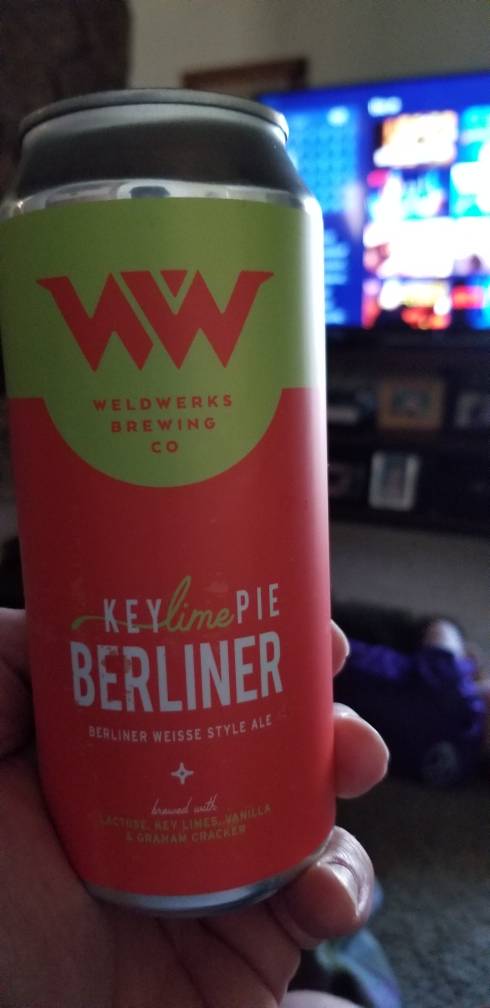 WW
WELDWERKS
BREWING
CO
KEY lime PIE
BERLINER
BERLINER WEISSE STYLE ALE
brewed with
LACTOSE, KEY LIMES, VANILLA
& GRAHAM CRACKER